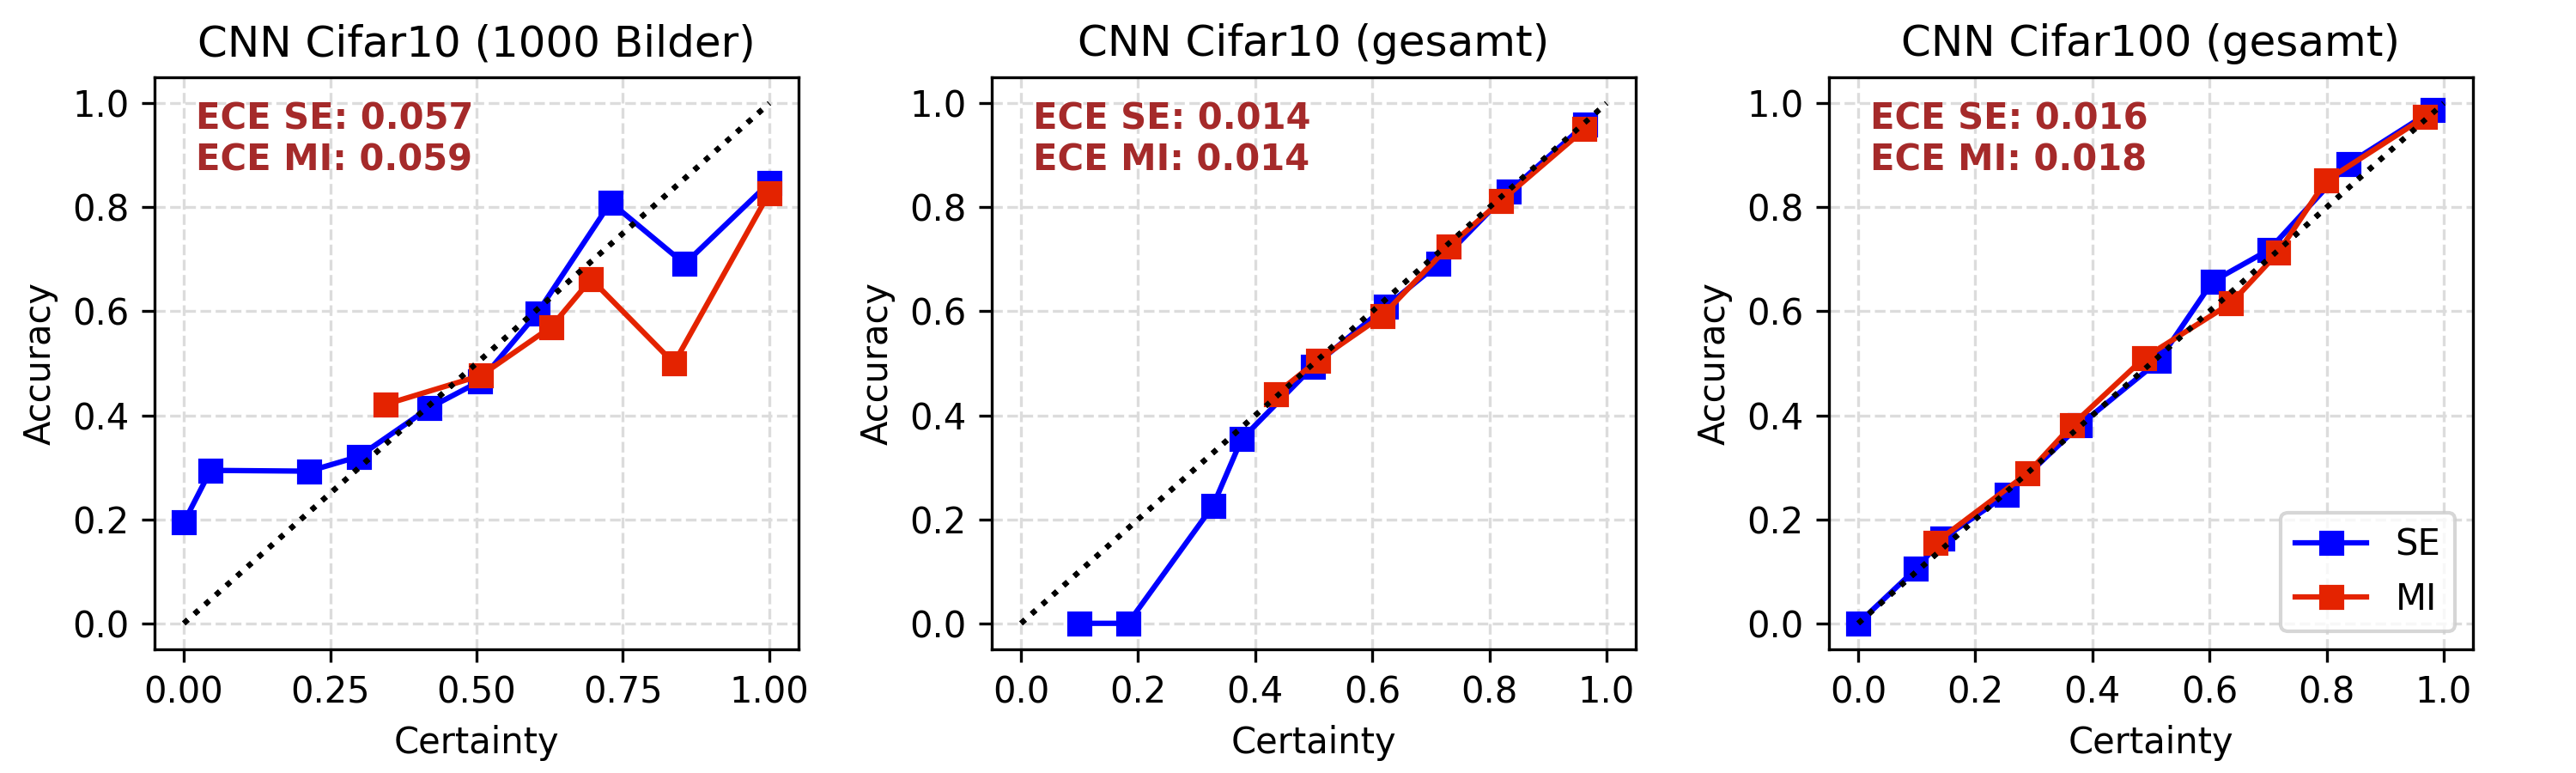 CNN Cifar10 (1000 Bilder)
ECE SE: 0.057
ECE MI: 0.059
1.0
0.8
0.6
0.4
0.2
0.0
Accuracy
0.00 0.25 0.50 0.75 1.00
Certainty
CNN Cifar10 (gesamt)
ECE SE: 0.014
ECE MI: 0.014
1.0
0.8
0.6
0.4
0.2
0.0
Accuracy
0.0 0.2 0.4 0.6 0.8 1.0
Certainty
CNN Cifar100 (gesamt)
ECE SE: 0.016
ECE MI: 0.018
1.0
0.8
0.6
0.4
0.2
0.0
Accuracy
SE
MI
0.0 0.2 0.4 0.6 0.8 1.0
Certainty